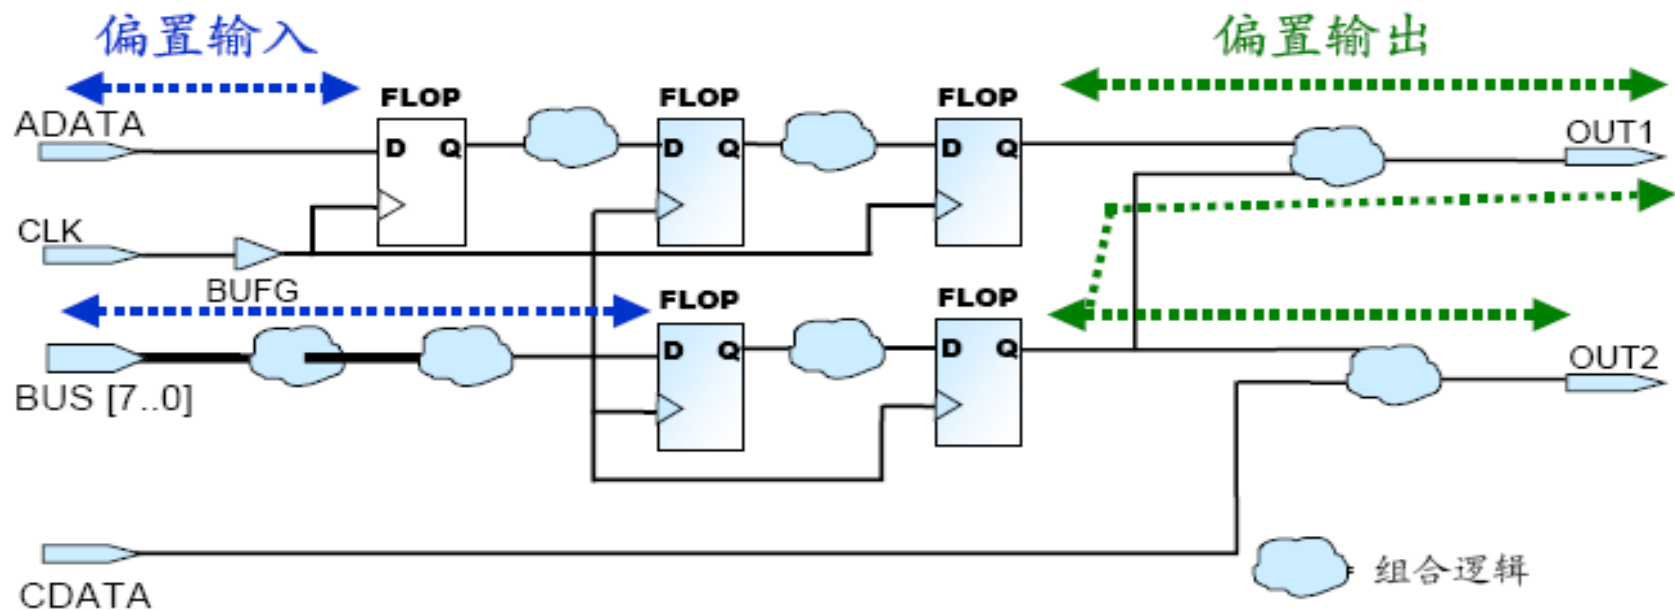 偏置输入
偏置输出
FLOP
FLOP
FLOP
ADATA
D Q
D Q
D Q
OUT1
CLK
BUFG
FLOP
FLOP
D Q
D Q
OUT2
BUS [7..0]
组合逻辑
CDATA